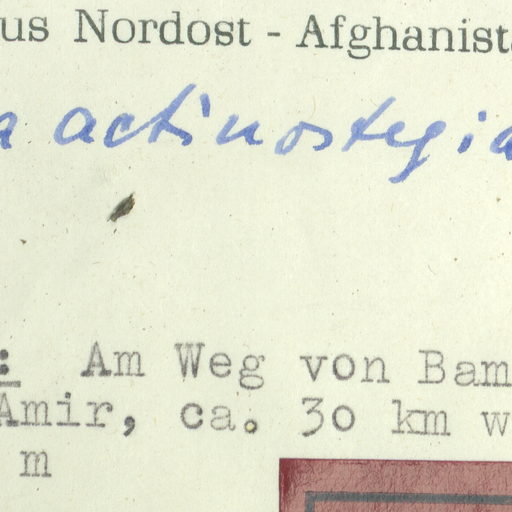 us Nordost - Afghanist
a actinostegia
: Am Weg von Bam
Amir, ca. 30 km w
m